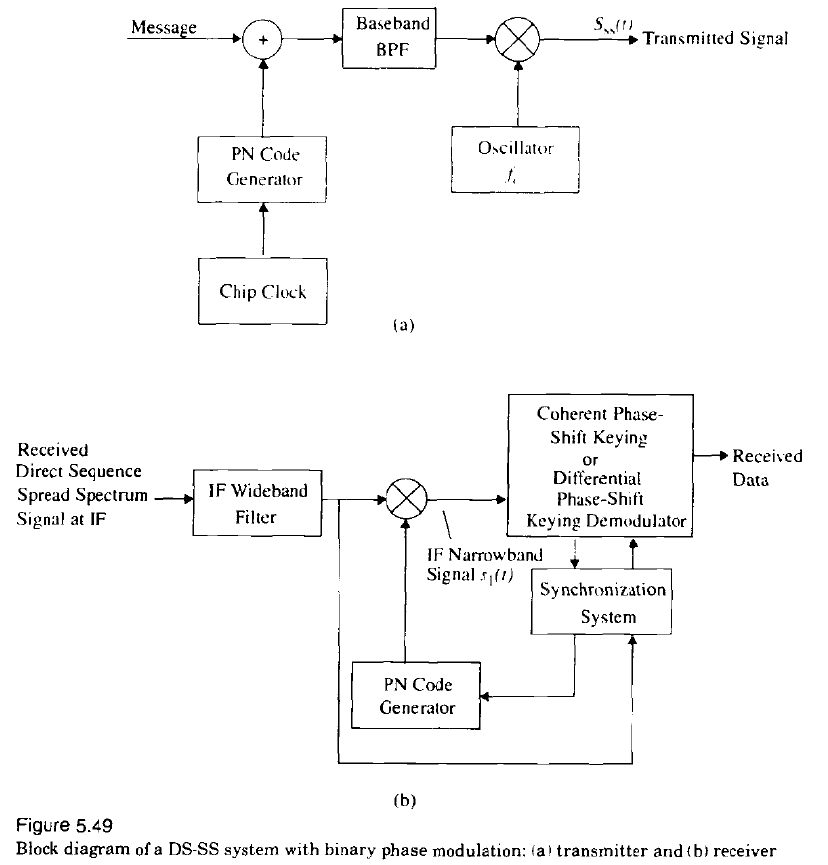 Message
+
Baseband
BPF
S_ss(t)
Transmitted Signal
PN Code
Generator
Oscillator
f_c
Chip Clock
(a)
Received
Direct Sequence
Spread Spectrum
Signal at IF
IF Wideband
Filter
Coherent Phase-
Shift Keying
or
Differential
Phase-Shift
Keying Demodulator
Received
Data
IF Narrowband
Signal s₁(t)
Synchronization
System
PN Code
Generator
(b)
Figure 5.49
Block diagram of a DS-SS system with binary phase modulation: (a) transmitter and (b) receiver